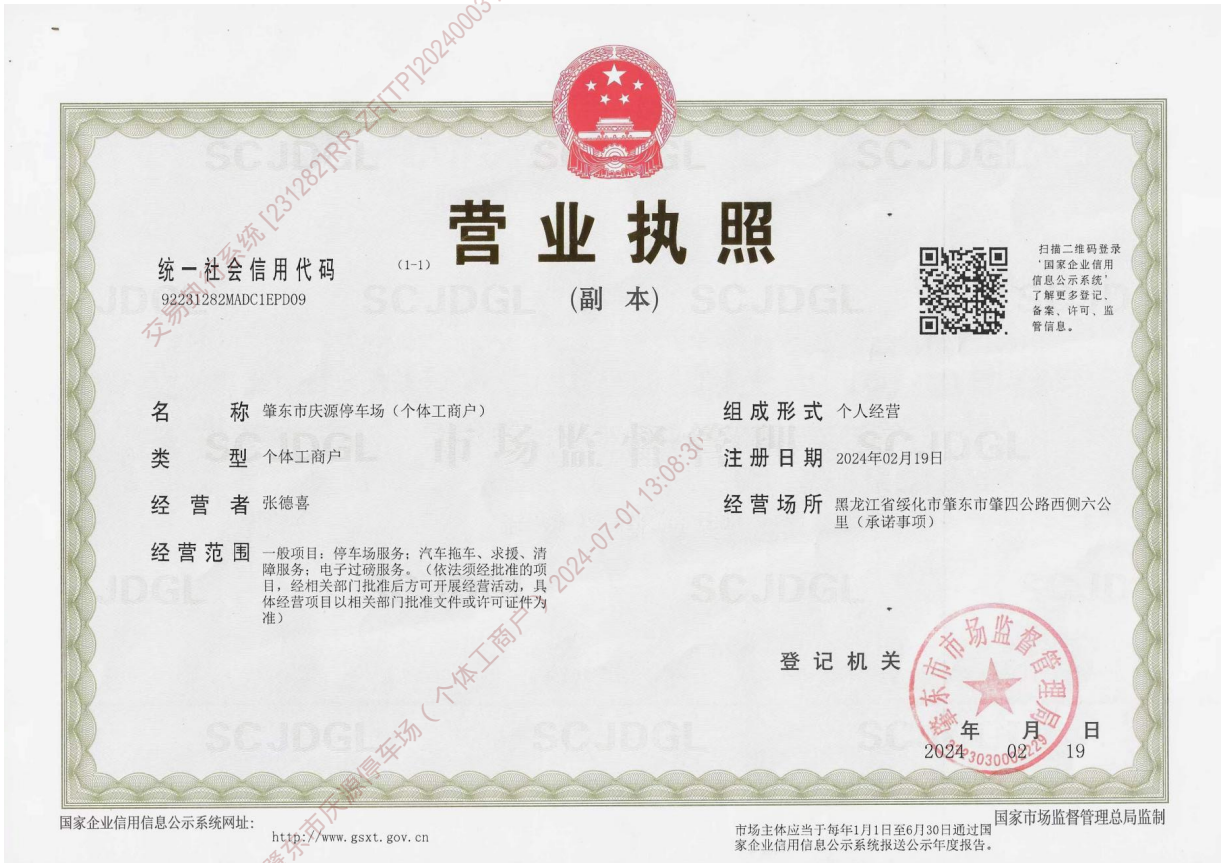 营业执照
(副 本)
统一社会信用代码
(1-1)
92231282MADC1EPD09
扫描二维码登录
'国家企业信用
信息公示系统'
了解更多登记、
备案、许可、监
管信息。
名 称 肇东市庆源停车场(个体工商户)
类 型 个体工商户
经 营 者 张德喜
经营范围 一般项目:停车场服务;汽车拖车、求援、清
障服务;电子过磅服务。(依法须经批准的项
目,经相关部门批准后方可开展经营活动,具
体经营项目以相关部门批准文件或许可证件为
准)
组成形式 个人经营
注册日期 2024年02月19日
经营场所 黑龙江省绥化市肇东市肇四公路西侧六公
里(承诺事项)
登记机关
肇东市市场监督管理局
年 月 日
2024 02 19
国家企业信用信息公示系统网址:
http://www.gsxt.gov.cn
市场主体应当于每年1月1日至6月30日通过国
家企业信用信息公示系统报送公示年度报告。
国家市场监督管理总局监制
SCJDGL
市场监督管理